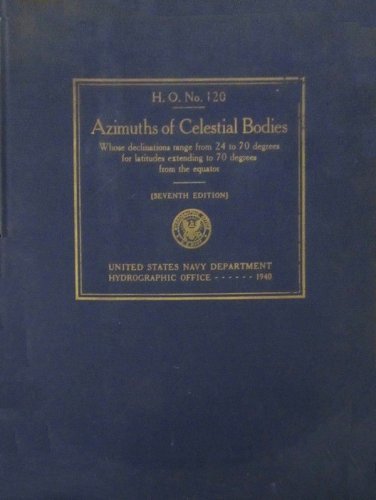 H. O. No. 120
Azimuths of Celestial Bodies
Whose declinations range from 24 to 70 degrees
for latitudes extending to 70 degrees
from the equator
[SEVENTH EDITION]
UNITED STATES NAVY DEPARTMENT
HYDROGRAPHIC OFFICE - - - - - - 1940